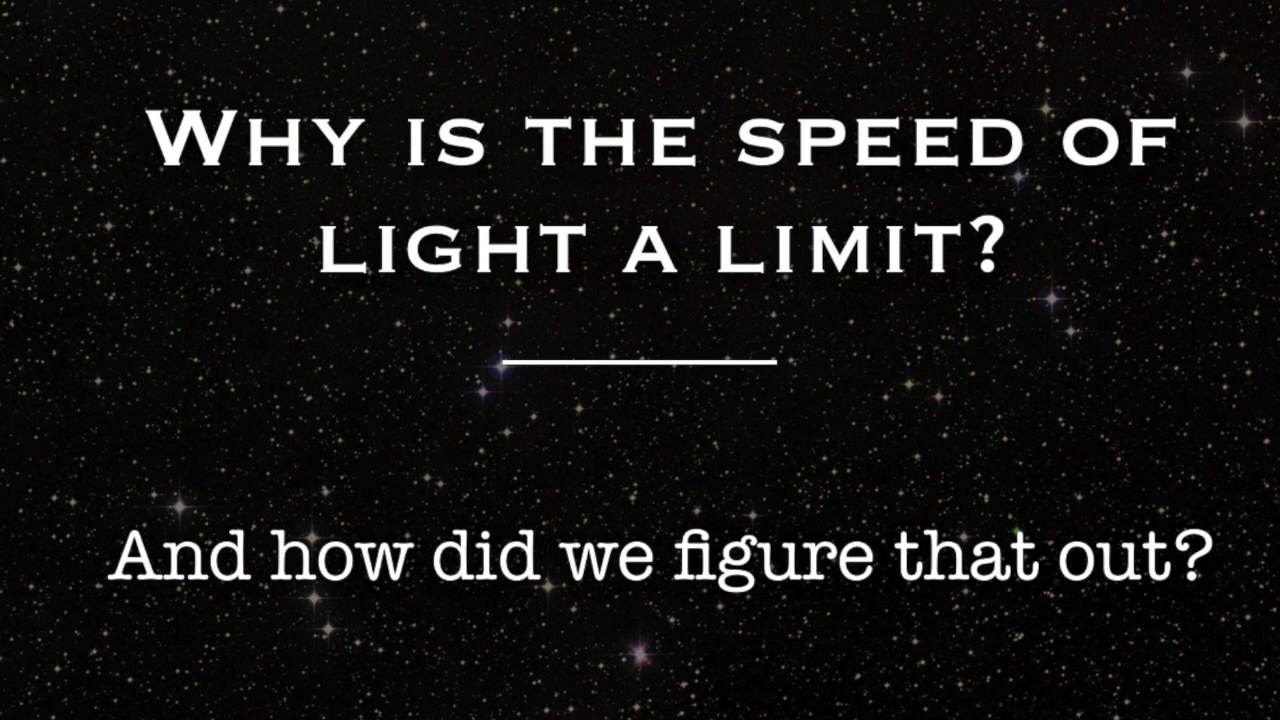 Why is the speed of
light a limit?
And how did we figure that out?